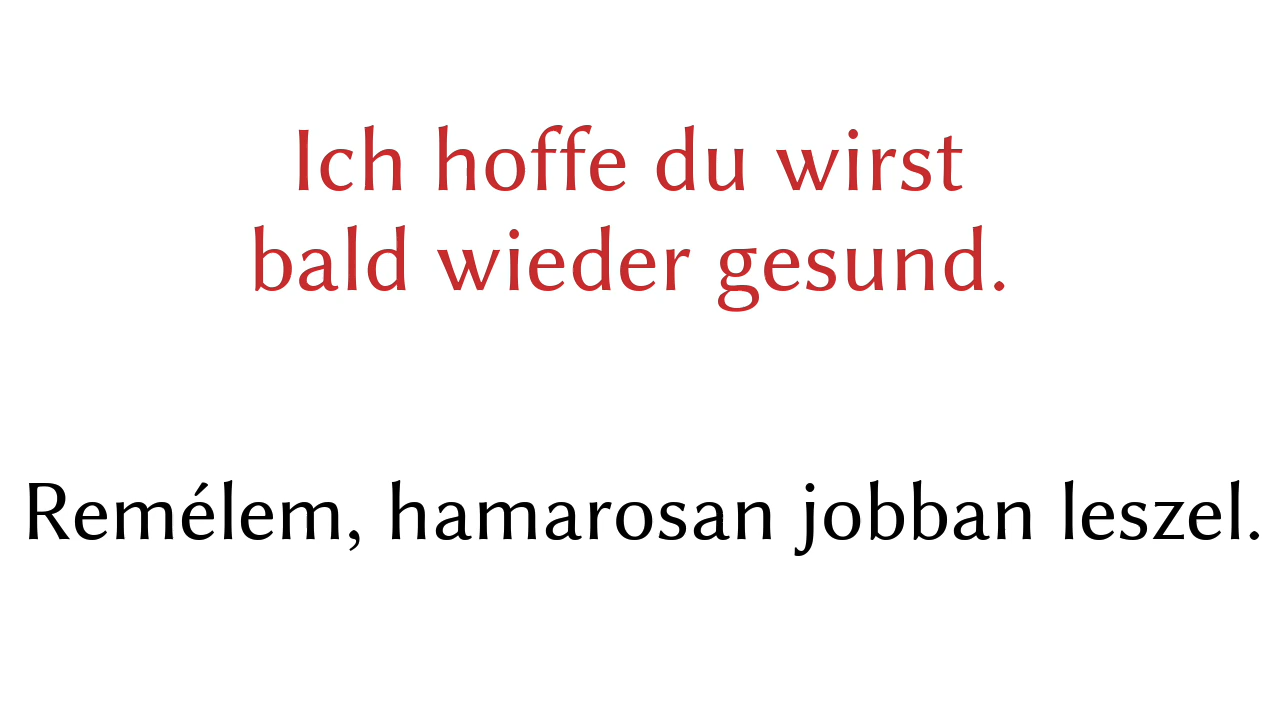 Ich hoffe du wirst
bald wieder gesund.
Remélem, hamarosan jobban leszel.